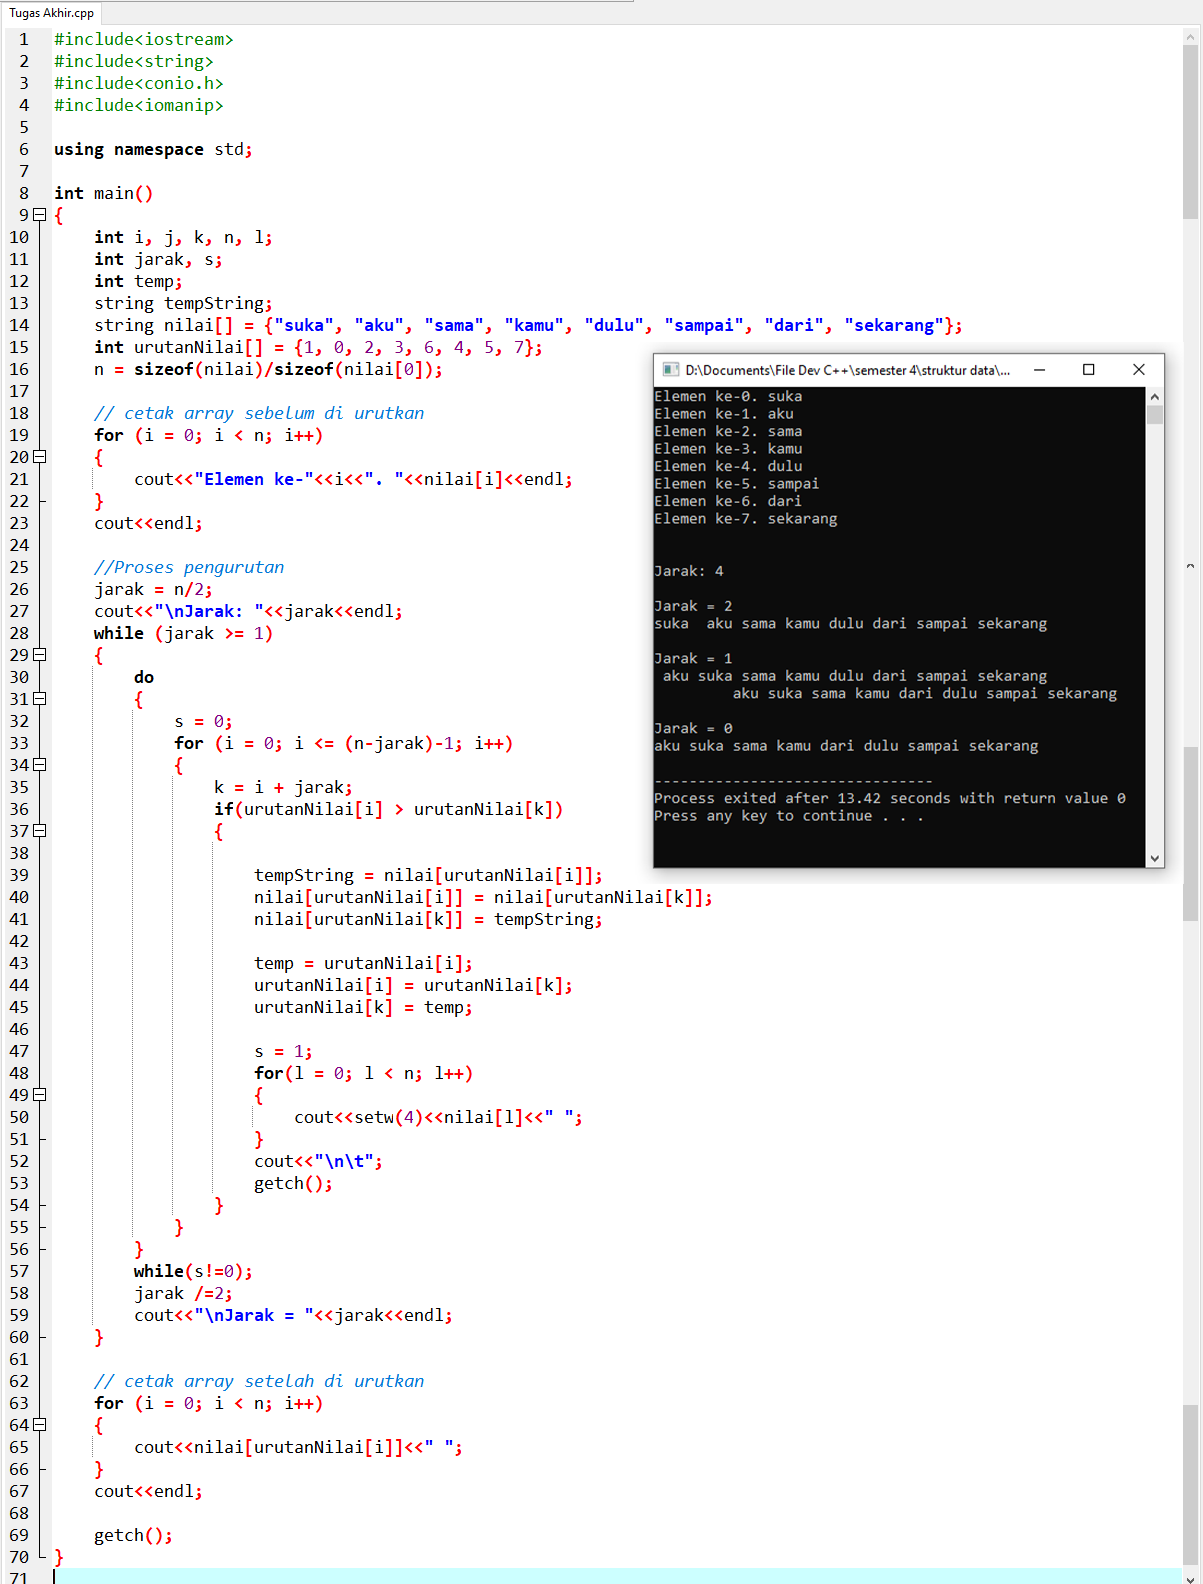 Tugas Akhir.cpp
1 #include<iostream>
2 #include<string>
3 #include<conio.h>
4 #include<iomanip>
5
6 using namespace std;
7
8 int main()
9 {
10 int i, j, k, n, l;
11 int jarak, s;
12 int temp;
13 string tempString;
14 string nilai[] = {"suka", "aku", "sama", "kamu", "dulu", "sampai", "dari", "sekarang"};
15 int urutanNilai[] = {1, 0, 2, 3, 6, 4, 5, 7};
16 n = sizeof(nilai)/sizeof(nilai[0]);
17
18 // cetak array sebelum di urutkan
19 for (i = 0; i < n; i++)
20 {
21 cout<<"Elemen ke-"<<i<<". "<<nilai[i]<<endl;
22 }
23 cout<<endl;
24
25 //Proses pengurutan
26 jarak = n/2;
27 cout<<"\nJarak: "<<jarak<<endl;
28 while (jarak >= 1)
29 {
30 do
31 {
32 s = 0;
33 for (i = 0; i <= (n-jarak)-1; i++)
34 {
35 k = i + jarak;
36 if(urutanNilai[i] > urutanNilai[k])
37 {
38
39 tempString = nilai[urutanNilai[i]];
40 nilai[urutanNilai[i]] = nilai[urutanNilai[k]];
41 nilai[urutanNilai[k]] = tempString;
42
43 temp = urutanNilai[i];
44 urutanNilai[i] = urutanNilai[k];
45 urutanNilai[k] = temp;
46
47 s = 1;
48 for(l = 0; l < n; l++)
49 {
50 cout<<setw(4)<<nilai[l]<<" ";
51 }
52 cout<<"\n\t";
53 getch();
54 }
55 }
56 }
57 while(s!=0);
58 jarak /=2;
59 cout<<"\nJarak = "<<jarak<<endl;
60 }
61
62 // cetak array setelah di urutkan
63 for (i = 0; i < n; i++)
64 {
65 cout<<nilai[urutanNilai[i]]<<" ";
66 }
67 cout<<endl;
68
69 getch();
70 }
71
D:\Documents\File Dev C++\semester 4\struktur data\...
Elemen ke-0. suka
Elemen ke-1. aku
Elemen ke-2. sama
Elemen ke-3. kamu
Elemen ke-4. dulu
Elemen ke-5. sampai
Elemen ke-6. dari
Elemen ke-7. sekarang
Jarak: 4
Jarak = 2
suka  aku sama kamu dulu dari sampai sekarang
Jarak = 1
aku suka sama kamu dulu dari sampai sekarang
aku suka sama kamu dari dulu sampai sekarang
Jarak = 0
aku suka sama kamu dari dulu sampai sekarang
--------------------------------
Process exited after 13.42 seconds with return value 0
Press any key to continue . . .